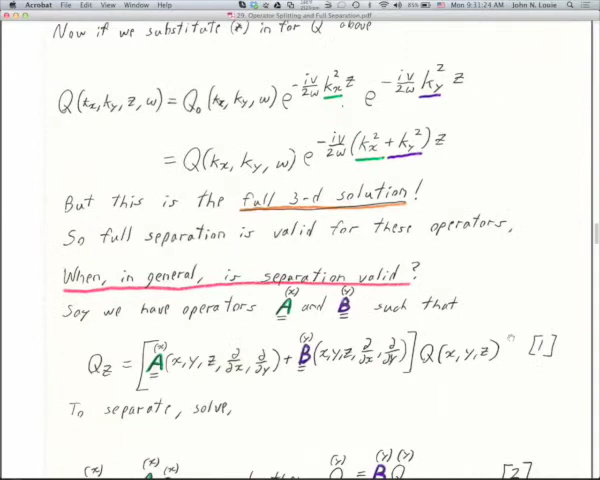 Acrobat File Edit View Window Help
85% Mon 9:31:24 AM John N. Louie
29. Operator Splitting and Full Separation.pdf
Now if we substitute (*) in for Q above
Q(kx,ky,z,ω) = Q₀(kx,ky,ω) e^{-iv/2ω kx² z} e^{-iv/2ω ky² z}
= Q(kx, ky, ω) e^{-iv/2ω (kx² + ky²) z}
But this is the full 3-d solution!
So full separation is valid for these operators.
When, in general, is separation valid?
Say we have operators A^(x) and B^(y) such that
Q_z = [A^(x)(x, y, z, ∂/∂x, ∂/∂y) + B^(y)(x, y, z, ∂/∂x, ∂/∂y)] Q(x, y, z) [1]
To separate, solve,
Q^(y) = B^(y) Q^(y) [2]